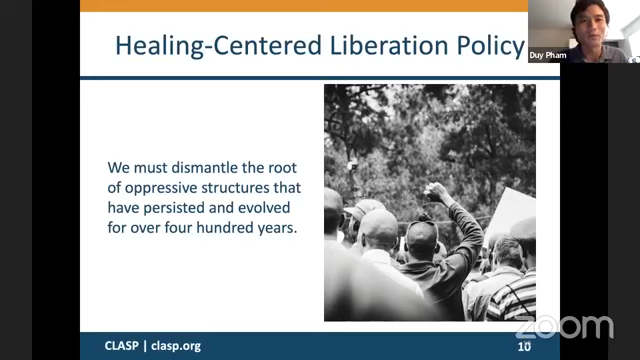 Healing-Centered Liberation Policy
Duy Pham
We must dismantle the root
of oppressive structures that
have persisted and evolved
for over four hundred years.
CLASP | clasp.org
10
zoom